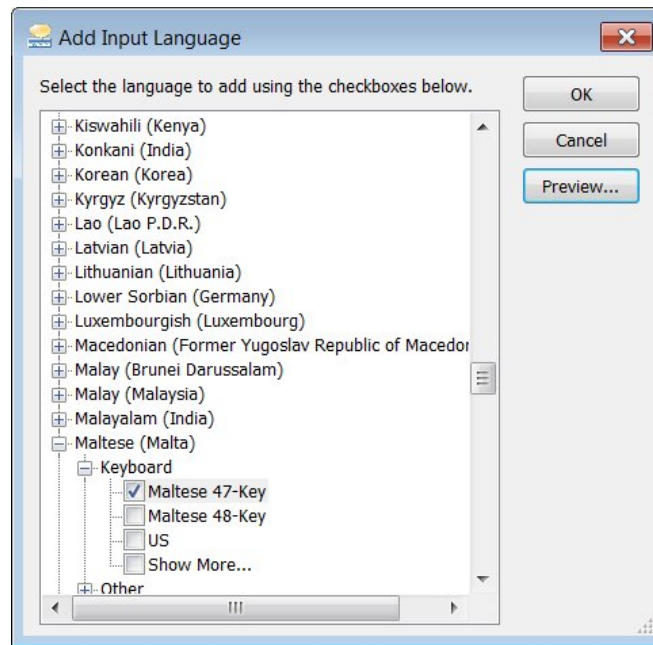 Add Input Language
Select the language to add using the checkboxes below.
OK
Cancel
Preview...
Kiswahili (Kenya)
Konkani (India)
Korean (Korea)
Kyrgyz (Kyrgyzstan)
Lao (Lao P.D.R.)
Latvian (Latvia)
Lithuanian (Lithuania)
Lower Sorbian (Germany)
Luxembourgish (Luxembourg)
Macedonian (Former Yugoslav Republic of Macedor
Malay (Brunei Darussalam)
Malay (Malaysia)
Malayalam (India)
Maltese (Malta)
Keyboard
Maltese 47-Key
Maltese 48-Key
US
Show More...
Other